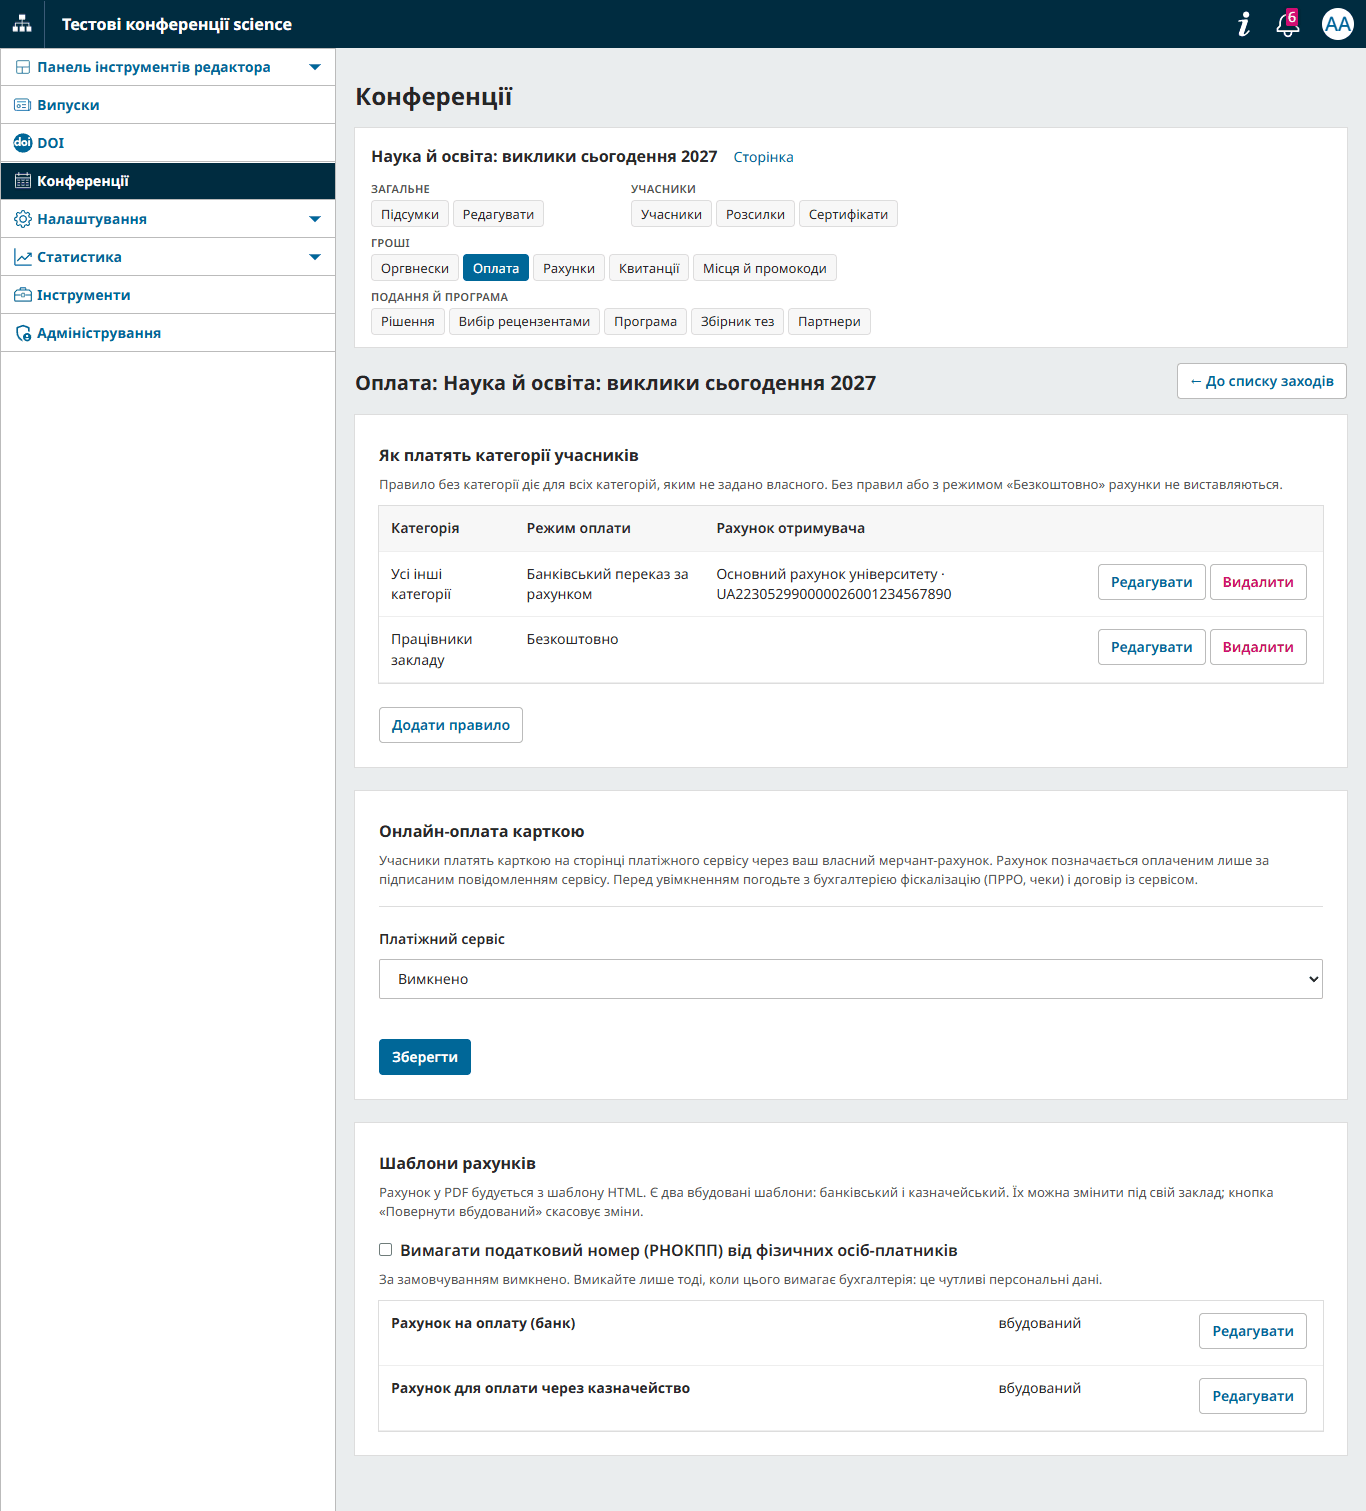 Тестові конференції science
6
AA
Панель інструментів редактора
Випуски
doi DOI
Конференції
Налаштування
Статистика
Інструменти
Адміністрування
Конференції
Наука й освіта: виклики сьогодення 2027 Сторінка
ЗАГАЛЬНЕ
Підсумки Редагувати
УЧАСНИКИ
Учасники Розсилки Сертифікати
ГРОШІ
Оргвнески Оплата Рахунки Квитанції Місця й промокоди
ПОДАННЯ Й ПРОГРАМА
Рішення Вибір рецензентами Програма Збірник тез Партнери
Оплата: Наука й освіта: виклики сьогодення 2027
← До списку заходів
Як платять категорії учасників
Правило без категорії діє для всіх категорій, яким не задано власного. Без правил або з режимом «Безкоштовно» рахунки не виставляються.
Категорія Режим оплати Рахунок отримувача
Усі інші категорії Банківський переказ за рахунком Основний рахунок університету · UA223052990000026001234567890 Редагувати Видалити
Працівники закладу Безкоштовно Редагувати Видалити
Додати правило
Онлайн-оплата карткою
Учасники платять карткою на сторінці платіжного сервісу через ваш власний мерчант-рахунок. Рахунок позначається оплаченим лише за
підписаним повідомленням сервісу. Перед увімкненням погодьте з бухгалтерією фіскалізацію (ПРРО, чеки) і договір із сервісом.
Платіжний сервіс
Вимкнено
Зберегти
Шаблони рахунків
Рахунок у PDF будується з шаблону HTML. Є два вбудовані шаблони: банківський і казначейський. Їх можна змінити під свій заклад; кнопка
«Повернути вбудований» скасовує зміни.
Вимагати податковий номер (РНОКПП) від фізичних осіб-платників
За замовчуванням вимкнено. Вмикайте лише тоді, коли цього вимагає бухгалтерія: це чутливі персональні дані.
Рахунок на оплату (банк) вбудований Редагувати
Рахунок для оплати через казначейство вбудований Редагувати